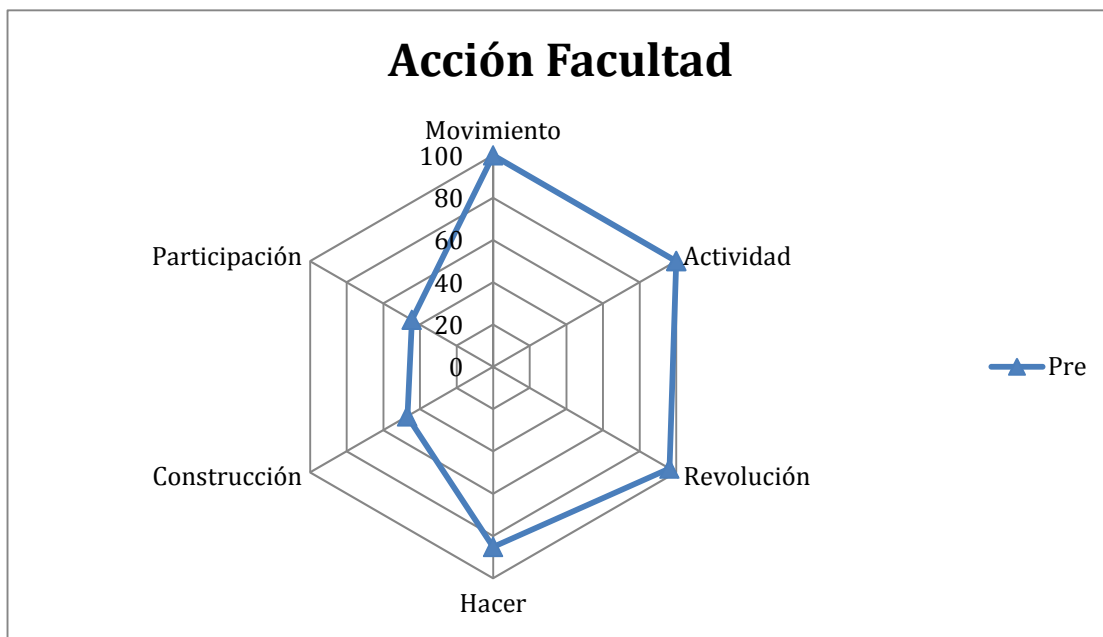 Acción Facultad
Movimiento
100
80
60
40
20
0
Actividad
Revolución
Hacer
Construcción
Participación
Pre